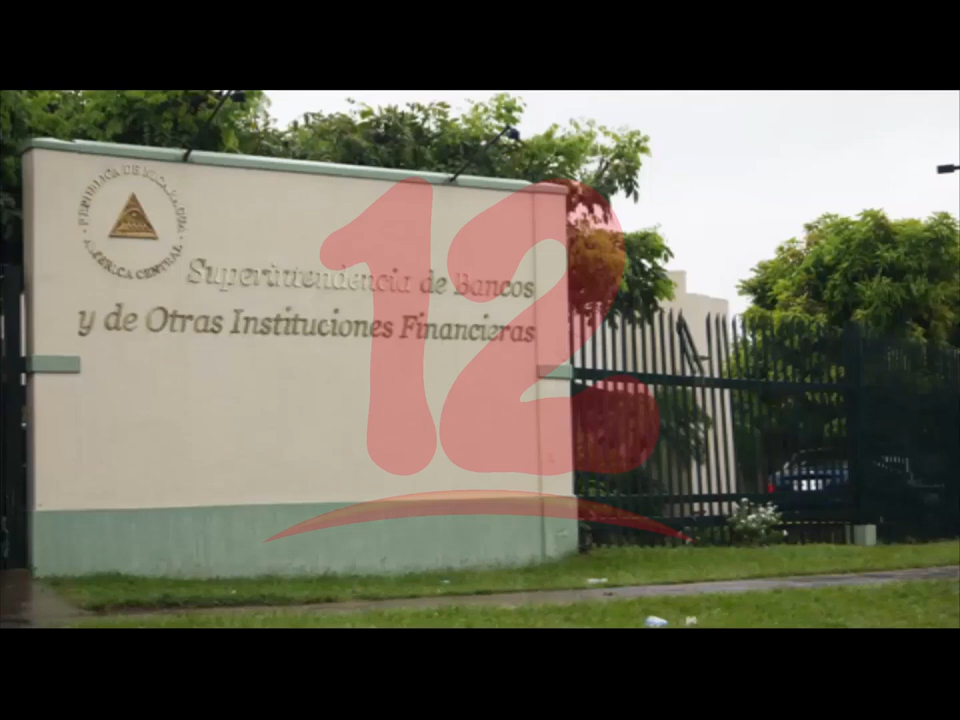 REPÚBLICA DE NICARAGUA
AMÉRICA CENTRAL
Superintendencia de Bancos
y de Otras Instituciones Financieras
12